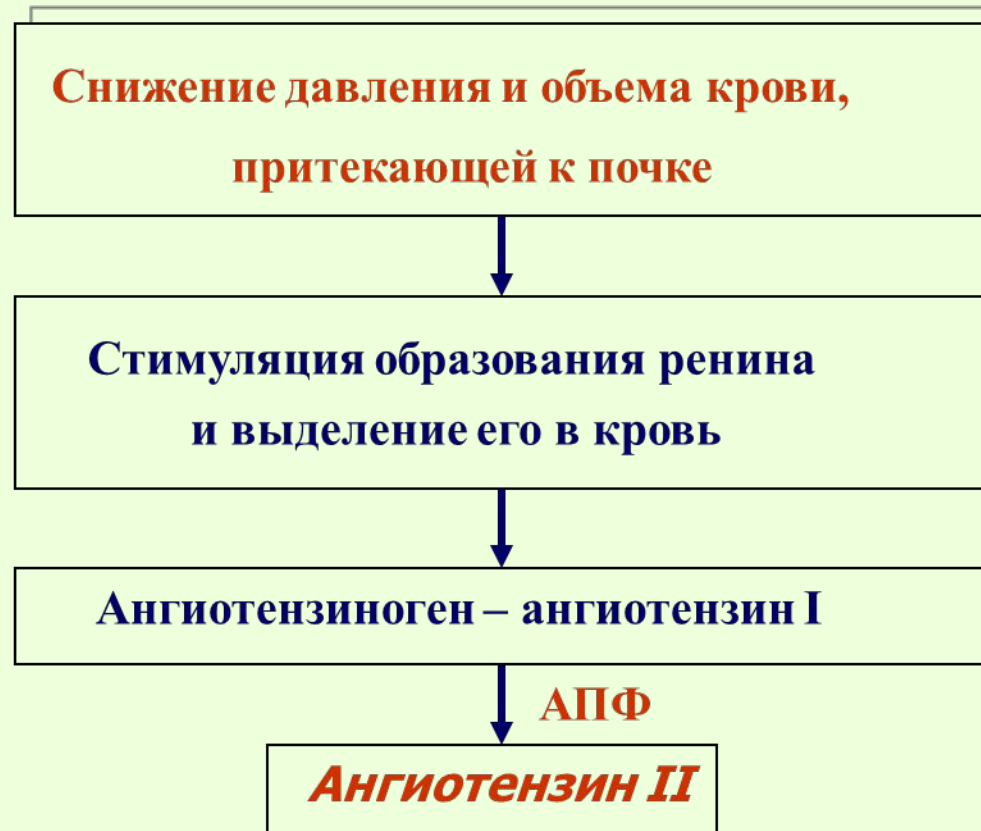 Снижение давления и объема крови,
притекающей к почке
Стимуляция образования ренина
и выделение его в кровь
Ангиотензиноген – ангиотензин I
АПФ
Ангиотензин II